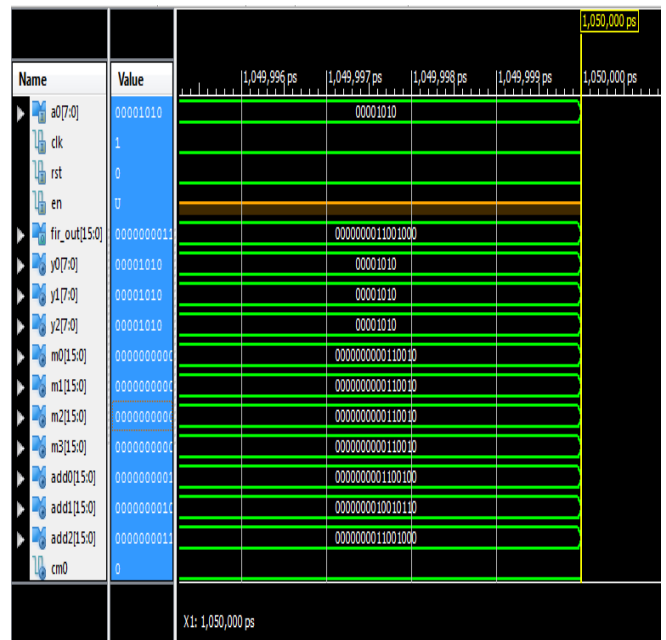 1,050,000 ps
Name Value 1,049,996 ps 1,049,997 ps 1,049,998 ps 1,049,999 ps 1,050,000 ps
a0[7:0] 00001010 00001010
clk 1
rst 0
en U
fir_out[15:0] 0000000011 0000000011001000
y0[7:0] 00001010 00001010
y1[7:0] 00001010 00001010
y2[7:0] 00001010 00001010
m0[15:0] 0000000000 0000000000110010
m1[15:0] 0000000000 0000000000110010
m2[15:0] 0000000000 0000000000110010
m3[15:0] 0000000000 0000000000110010
add0[15:0] 0000000001 0000000001100100
add1[15:0] 0000000010 0000000010010110
add2[15:0] 0000000011 0000000011001000
cm0 0
X1: 1,050,000 ps